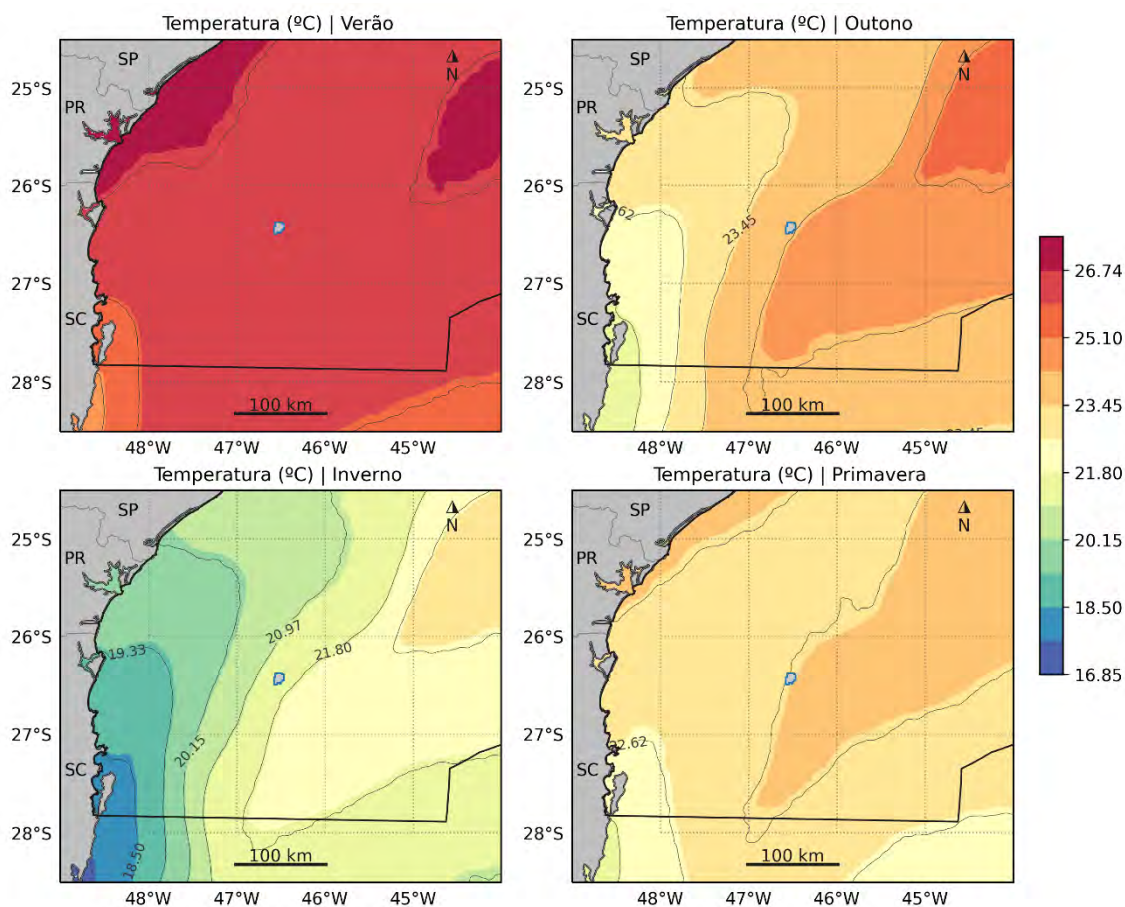 Temperatura (ºC) | Verão
SP
PR
SC
N
100 km
25°S
26°S
27°S
28°S
48°W
47°W
46°W
45°W
Temperatura (ºC) | Outono
SP
PR
SC
N
62
23.45
100 km
25°S
26°S
27°S
28°S
48°W
47°W
46°W
45°W
Temperatura (ºC) | Inverno
SP
PR
SC
N
19.33
20.97
21.80
20.15
18.50
100 km
25°S
26°S
27°S
28°S
48°W
47°W
46°W
45°W
Temperatura (ºC) | Primavera
SP
PR
SC
N
22.62
100 km
25°S
26°S
27°S
28°S
48°W
47°W
46°W
45°W
26.74
25.10
23.45
21.80
20.15
18.50
16.85